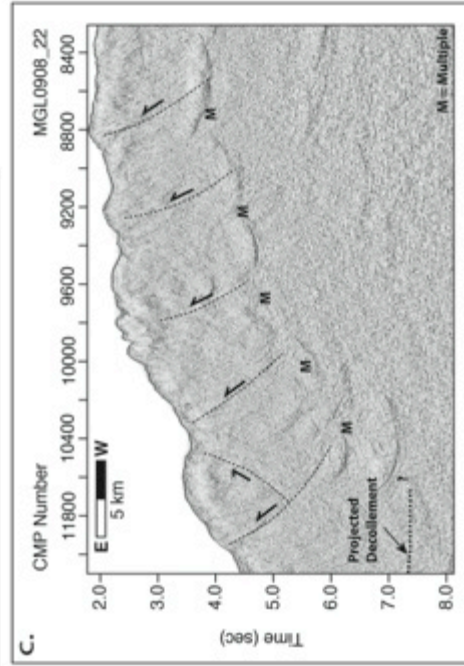 C.
CMP Number
MGL0908_22
11800 10400 10000 9600 9200 8800 8400
E W
5 km
Time (sec)
2.0
3.0
4.0
5.0
6.0
7.0
8.0
M
M
M
M
M
Projected
Decollement
?
M = Multiple